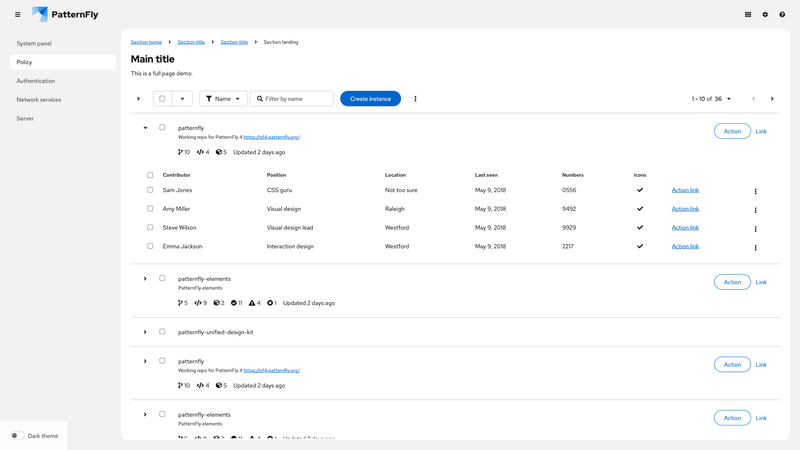 PatternFly
System panel
Policy
Authentication
Network services
Server
Section home Section title Section title Section landing
Main title
This is a full page demo.
Name Filter by name Create instance 1 - 10 of 36
patternfly
Working repo for PatternFly 4 https://pf4.patternfly.org/
10 4 5 Updated 2 days ago
Action Link
Contributor Position Location Last seen Numbers Icons
Sam Jones CSS guru Not too sure May 9, 2018 0556 Action link
Amy Miller Visual design Raleigh May 9, 2018 9492 Action link
Steve Wilson Visual design lead Westford May 9, 2018 9929 Action link
Emma Jackson Interaction design Westford May 9, 2018 2217 Action link
patternfly-elements
PatternFly elements
5 9 2 11 4 1 Updated 2 days ago
Action Link
patternfly-unified-design-kit
patternfly
Working repo for PatternFly 4 https://pf4.patternfly.org/
10 4 5 Updated 2 days ago
Action Link
patternfly-elements
PatternFly elements
Action Link
Dark theme